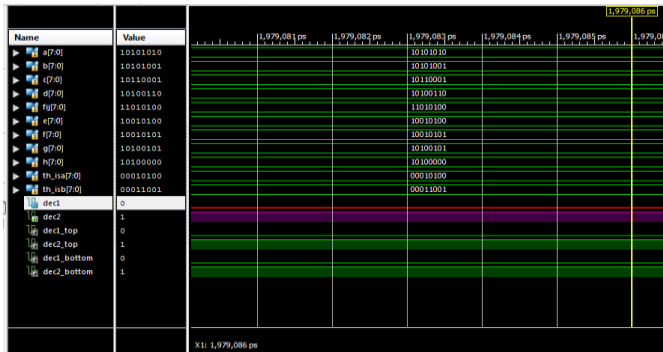 1,979,086 ps
Name Value 1,979,081 ps 1,979,082 ps 1,979,083 ps 1,979,084 ps 1,979,085 ps 1,979,0
a[7:0] 10101010 10101010
b[7:0] 10101001 10101001
c[7:0] 10110001 10110001
d[7:0] 10100110 10100110
fij[7:0] 11010100 11010100
e[7:0] 10010100 10010100
f[7:0] 10010101 10010101
g[7:0] 10100101 10100101
h[7:0] 10100000 10100000
th_isa[7:0] 00010100 00010100
th_isb[7:0] 00011001 00011001
dec1 0
dec2 1
dec1_top 0
dec2_top 1
dec1_bottom 0
dec2_bottom 1
X1: 1,979,086 ps